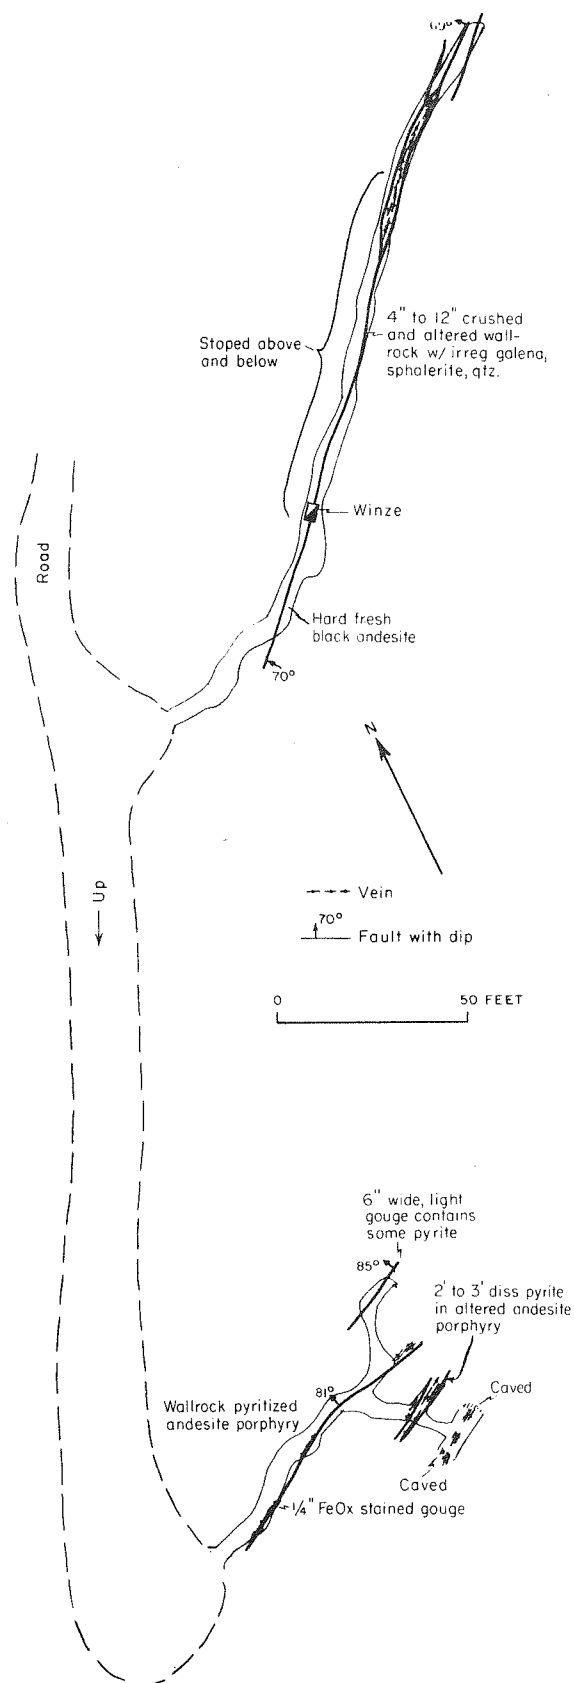 69°
4" to 12" crushed
and altered wall-
rock w/ irreg galena,
sphalerite, qtz.
Stoped above
and below
Winze
Road
Hard fresh
black andesite
70°
N
Up
Vein
70°
Fault with dip
0 50 FEET
6" wide, light
gouge contains
some pyrite
85°
2' to 3' diss pyrite
in altered andesite
porphyry
81°
Wallrock pyritized
andesite porphyry
Caved
Caved
1/4" FeOx stained gouge